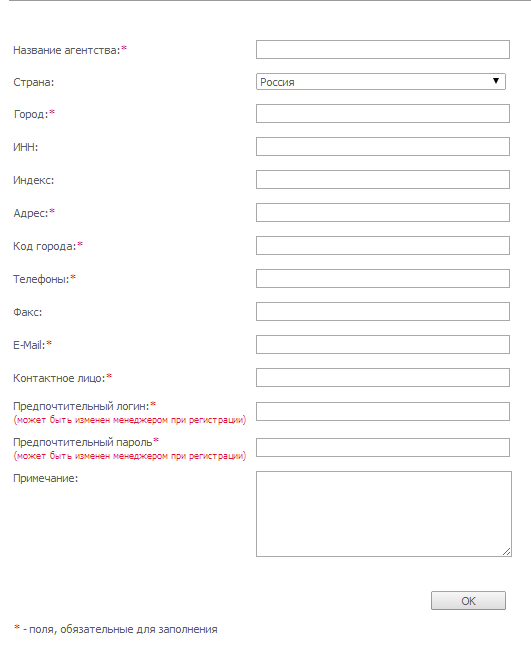 Название агентства:*
Страна: Россия
Город:*
ИНН:
Индекс:
Адрес:*
Код города:*
Телефоны:*
Факс:
E-Mail:*
Контактное лицо:*
Предпочтительный логин:*
(может быть изменен менеджером при регистрации)
Предпочтительный пароль*
(может быть изменен менеджером при регистрации)
Примечание:
OK
* - поля, обязательные для заполнения